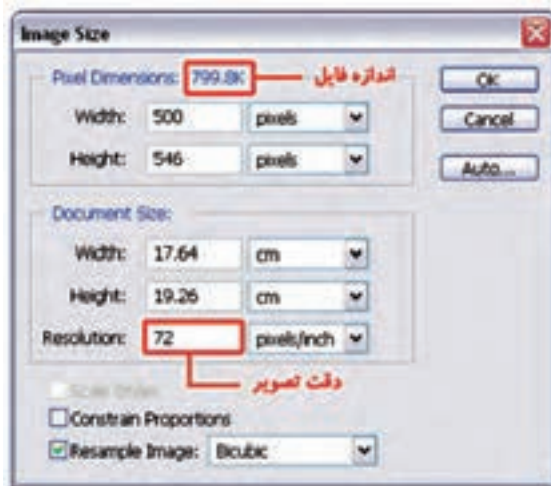 Image Size
Pixel Dimensions: 799.8K اندازه فایل
Width: 500 pixels
Height: 546 pixels
OK
Cancel
Auto...
Document Size:
Width: 17.64 cm
Height: 19.26 cm
Resolution: 72 pixels/inch
دقت تصویر
Scale Styles
Constrain Proportions
Resample Image: Bicubic